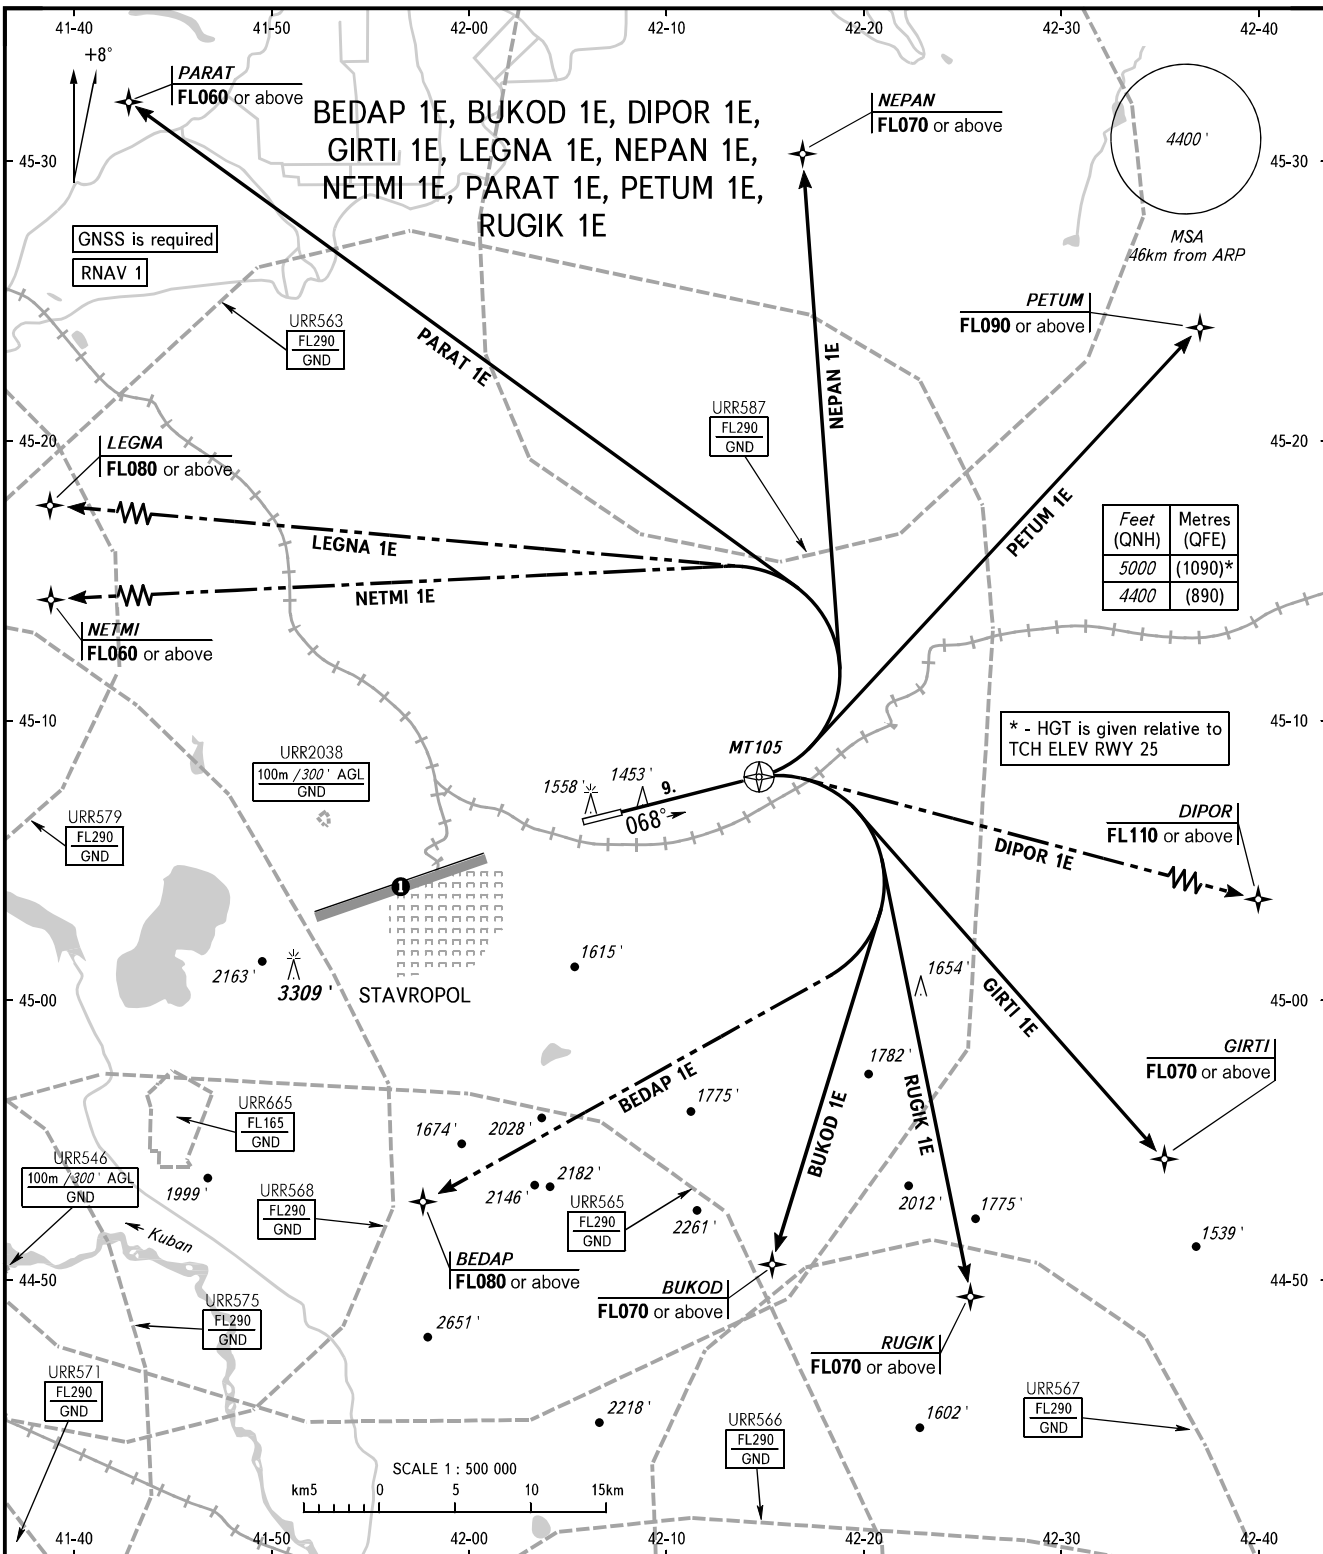 41-40 41-50 42-00 42-10 42-20 42-30 42-40
+8°
PARAT
FL060 or above
BEDAP 1E, BUKOD 1E, DIPOR 1E,
GIRTI 1E, LEGNA 1E, NEPAN 1E,
NETMI 1E, PARAT 1E, PETUM 1E,
RUGIK 1E
NEPAN
FL070 or above
4400 '
45-30
45-30
MSA
46km from ARP
GNSS is required
RNAV 1
PETUM
FL090 or above
URR563
FL290
GND
PARAT 1E
NEPAN 1E
URR587
FL290
GND
45-20
45-20
LEGNA
FL080 or above
PETUM 1E
Feet (QNH) Metres (QFE)
5000 (1090)*
4400 (890)
LEGNA 1E
NETMI 1E
NETMI
FL060 or above
45-10
45-10
* - HGT is given relative to
TCH ELEV RWY 25
MT105
URR2038
100m /300' AGL
GND
1558 '
1453 '
9.
068°
URR579
FL290
GND
DIPOR
FL110 or above
DIPOR 1E
1
2163 '
3309 '
STAVROPOL
1615 '
1654 '
GIRTI 1E
45-00
45-00
GIRTI
FL070 or above
1782 '
BEDAP 1E
1775 '
BUKOD 1E
RUGIK 1E
URR665
FL165
GND
1674 '
2028 '
URR546
100m /300' AGL
GND
1999 '
URR568
FL290
GND
2146 '
2182 '
URR565
FL290
GND
2261 '
2012 '
1775 '
1539 '
Kuban
BEDAP
FL080 or above
44-50
44-50
BUKOD
FL070 or above
URR575
FL290
GND
2651 '
RUGIK
FL070 or above
URR571
FL290
GND
2218 '
URR566
FL290
GND
1602 '
URR567
FL290
GND
SCALE 1 : 500 000
km5 0 5 10 15km
41-40 41-50 42-00 42-10 42-20 42-30 42-40